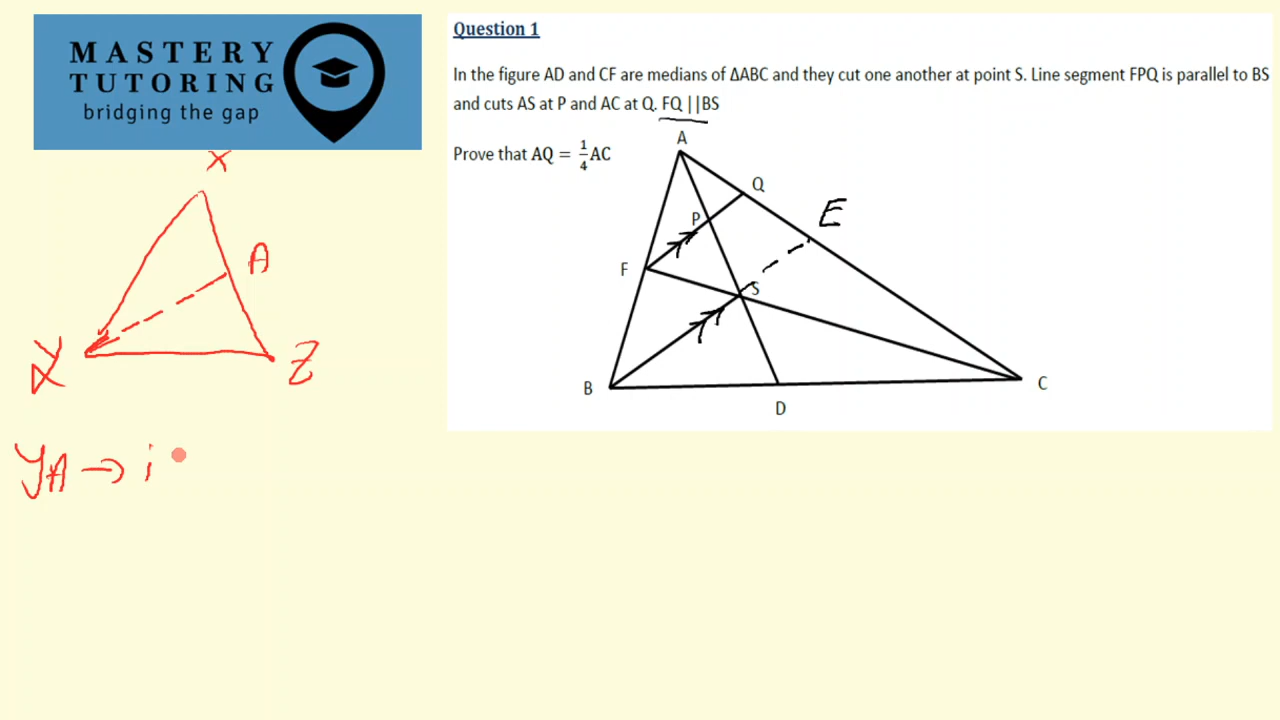 MASTERY
TUTORING
bridging the gap
Question 1
In the figure AD and CF are medians of ΔABC and they cut one another at point S. Line segment FPQ is parallel to BS
and cuts AS at P and AC at Q. FQ ||BS
Prove that AQ = 1/4 AC
A
Q
E
P
F
S
B
C
D
X
A
Y
Z
YA → i